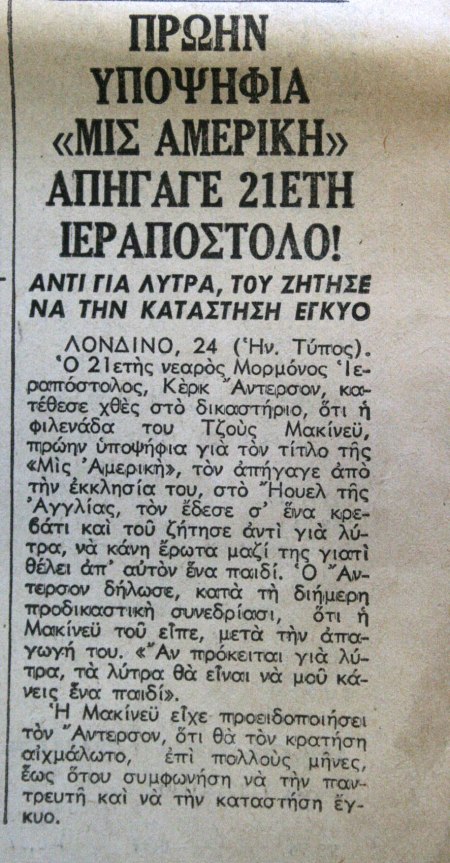 ΠΡΩΗΝ
ΥΠΟΨΗΦΙΑ
«ΜΙΣ ΑΜΕΡΙΚΗ»
ΑΠΗΓΑΓΕ 21ΕΤΗ
ΙΕΡΑΠΟΣΤΟΛΟ!
ΑΝΤΙ ΓΙΑ ΛΥΤΡΑ, ΤΟΥ ΖΗΤΗΣΕ
ΝΑ ΤΗΝ ΚΑΤΑΣΤΗΣΗ ΕΓΚΥΟ
ΛΟΝΔΙΝΟ, 24 (Ἡν. Τύπος).
Ὁ 21ετὴς νεαρὸς Μορμόνος Ἱε-
ραπόστολος, Κὲρκ Ἄντερσον, κα-
τέθεσε χθὲς στὸ δικαστήριο, ὅτι ἡ
φιλενάδα του Τζοὺς Μακίνεϋ,
πρώην ὑποψήφια γιὰ τὸν τίτλο τῆς
«Μὶς Ἀμερικὴ», τὸν ἀπήγαγε ἀπὸ
τὴν ἐκκλησία του, στὸ Ἤουελ τῆς
Ἀγγλίας, τὸν ἔδεσε σ' ἕνα κρε-
βάτι καὶ τοῦ ζήτησε ἀντὶ γιὰ λύ-
τρα, νὰ κάνη ἔρωτα μαζί της γιατὶ
θέλει ἀπ' αὐτὸν ἕνα παιδί. Ὁ Ἄν-
τερσον δήλωσε, κατὰ τὴ διήμερη
προδικαστικὴ συνεδρίασι, ὅτι ἡ
Μακίνεϋ τοῦ εἶπε, μετὰ τὴν ἀπα-
γωγή του. «Ἂν πρόκειται γιὰ λύ-
τρα, τὰ λύτρα θὰ εἶναι νὰ μοῦ κά-
νεις ἕνα παιδί».
Ἡ Μακίνεϋ εἶχε προειδοποιήσει
τὸν Ἄντερσον, ὅτι θὰ τὸν κρατήση
αἰχμάλωτο, ἐπὶ πολλοὺς μῆνες,
ἕως ὅτου συμφωνήση νὰ τὴν παν-
τρευτῆ καὶ νὰ τὴν καταστήση ἔγ-
κυο.